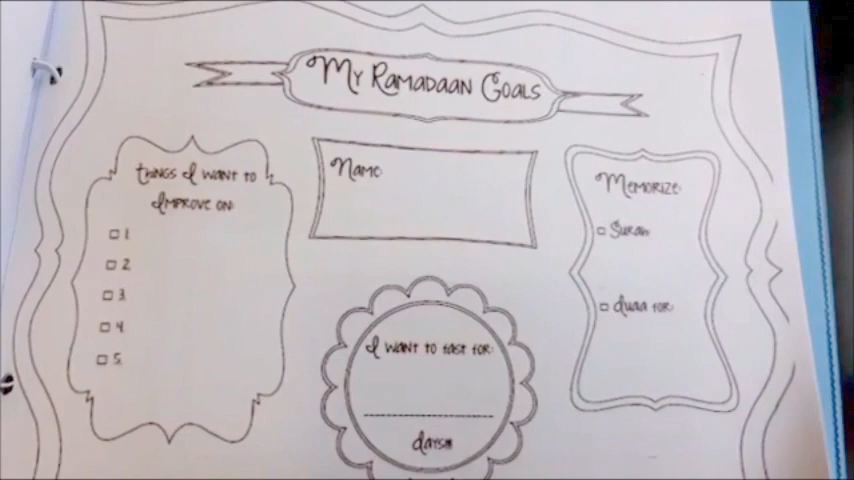 My Ramadaan Goals
Things I want to
Improve on:
1.
2.
3.
4.
5.
Name:
I want to fast for:
days!!!
Memorize:
Surah
duaa for: